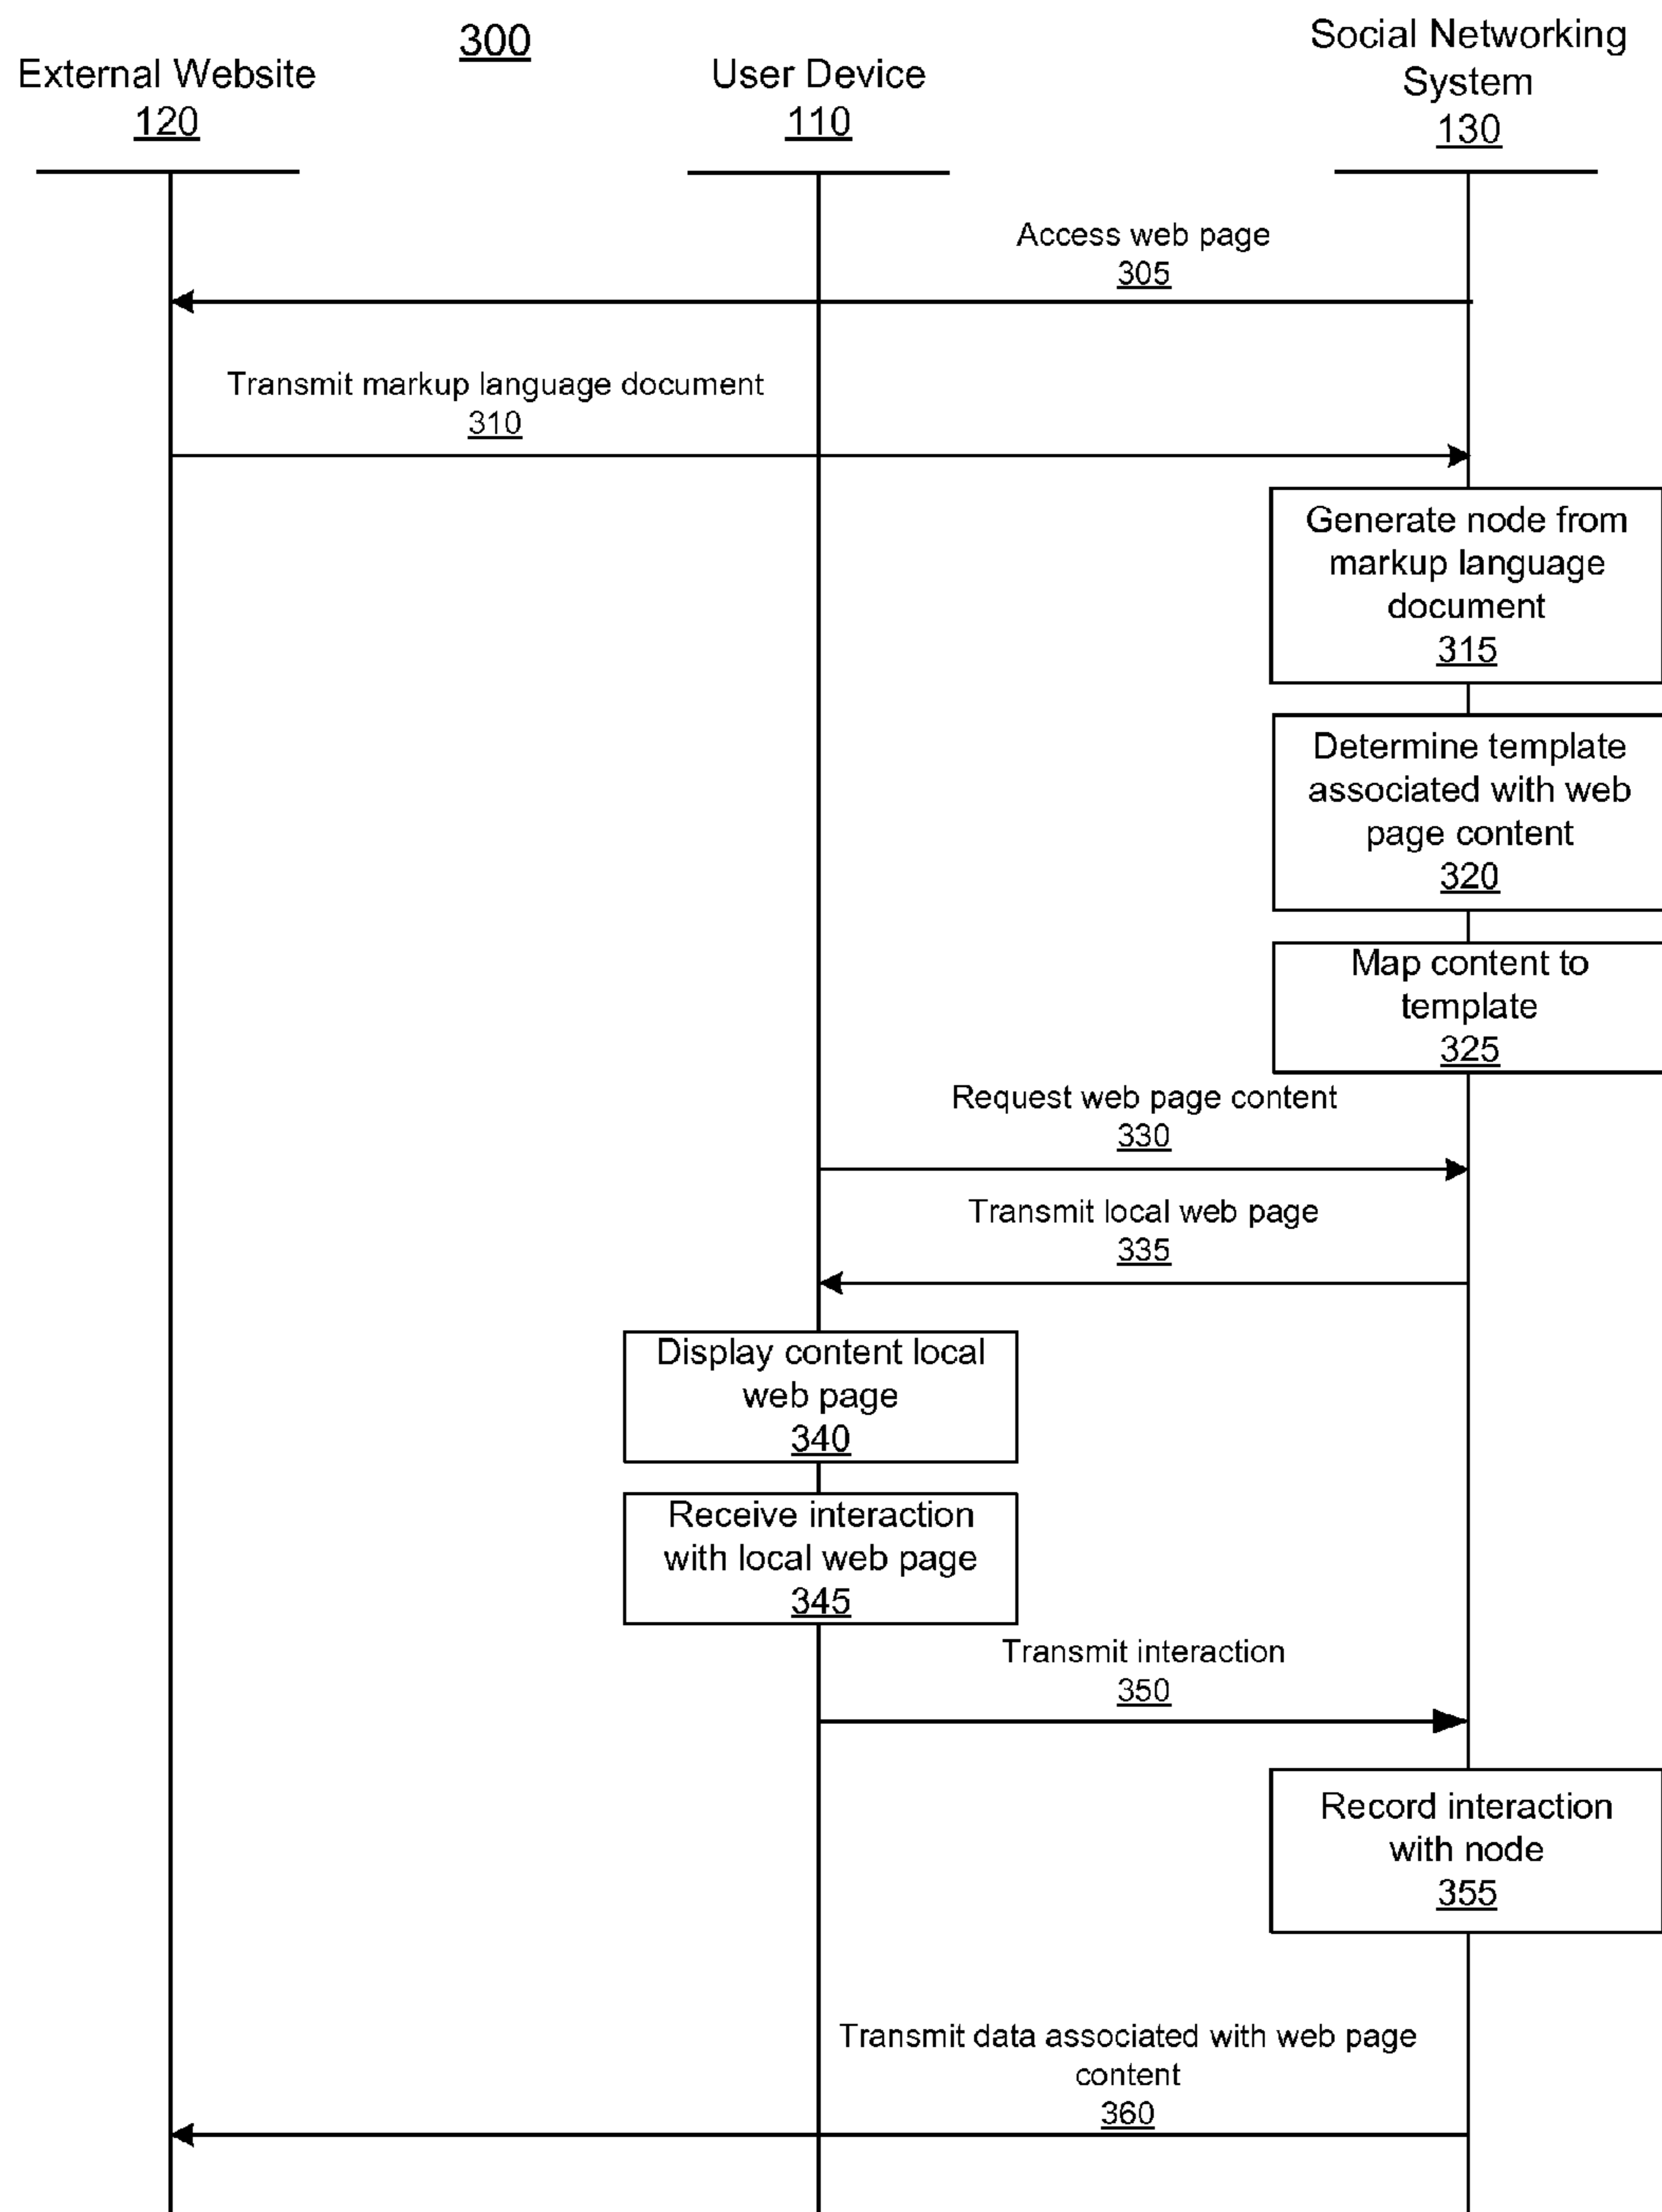 300
External Website
120
User Device
110
Social Networking
System
130
Access web page
305
Transmit markup language document
310
Generate node from
markup language
document
315
Determine template
associated with web
page content
320
Map content to
template
325
Request web page content
330
Transmit local web page
335
Display content local
web page
340
Receive interaction
with local web page
345
Transmit interaction
350
Record interaction
with node
355
Transmit data associated with web page
content
360